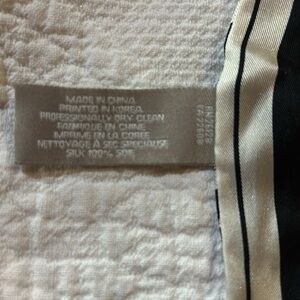 MADE IN CHINA
PRINTED IN KOREA
PROFESSIONALLY DRY CLEAN
FABRIQUE EN CHINE
IMPRIME EN LA COREE
NETTOYAGE A SEC SPECIALISE
SILK 100% SOIE